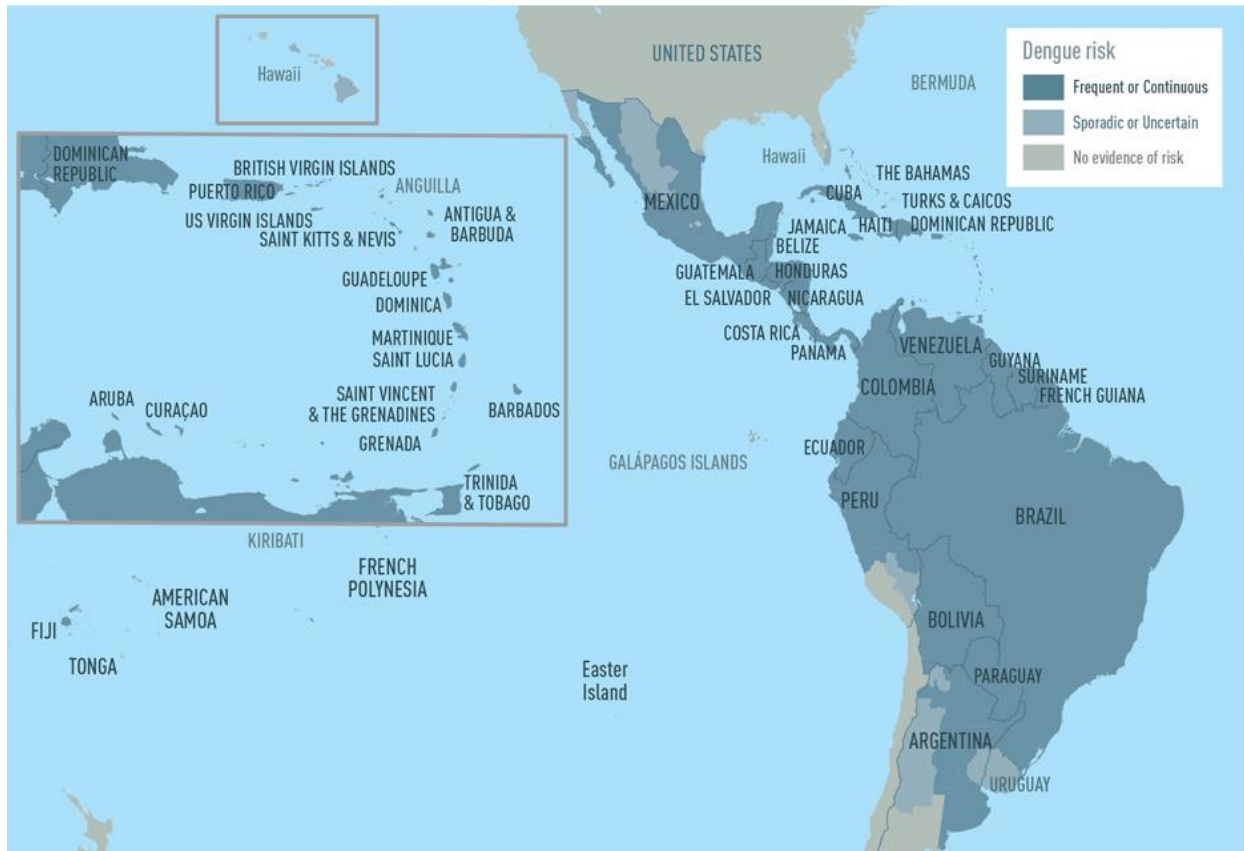 Hawaii
UNITED STATES
BERMUDA
Dengue risk
Frequent or Continuous
Sporadic or Uncertain
No evidence of risk
DOMINICAN
REPUBLIC
BRITISH VIRGIN ISLANDS
PUERTO RICO
ANGUILLA
US VIRGIN ISLANDS
SAINT KITTS & NEVIS
ANTIGUA &
BARBUDA
GUADELOUPE
DOMINICA
MARTINIQUE
SAINT LUCIA
SAINT VINCENT
& THE GRENADINES
BARBADOS
GRENADA
ARUBA
CURAÇAO
TRINIDA
& TOBAGO
Hawaii
THE BAHAMAS
CUBA
TURKS & CAICOS
MEXICO
JAMAICA
HAITI
DOMINICAN REPUBLIC
BELIZE
GUATEMALA
HONDURAS
EL SALVADOR
NICARAGUA
COSTA RICA
PANAMA
VENEZUELA
GUYANA
SURINAME
FRENCH GUIANA
COLOMBIA
ECUADOR
GALÁPAGOS ISLANDS
PERU
BRAZIL
KIRIBATI
FRENCH
POLYNESIA
AMERICAN
SAMOA
FIJI
TONGA
Easter
Island
BOLIVIA
PARAGUAY
ARGENTINA
URUGUAY